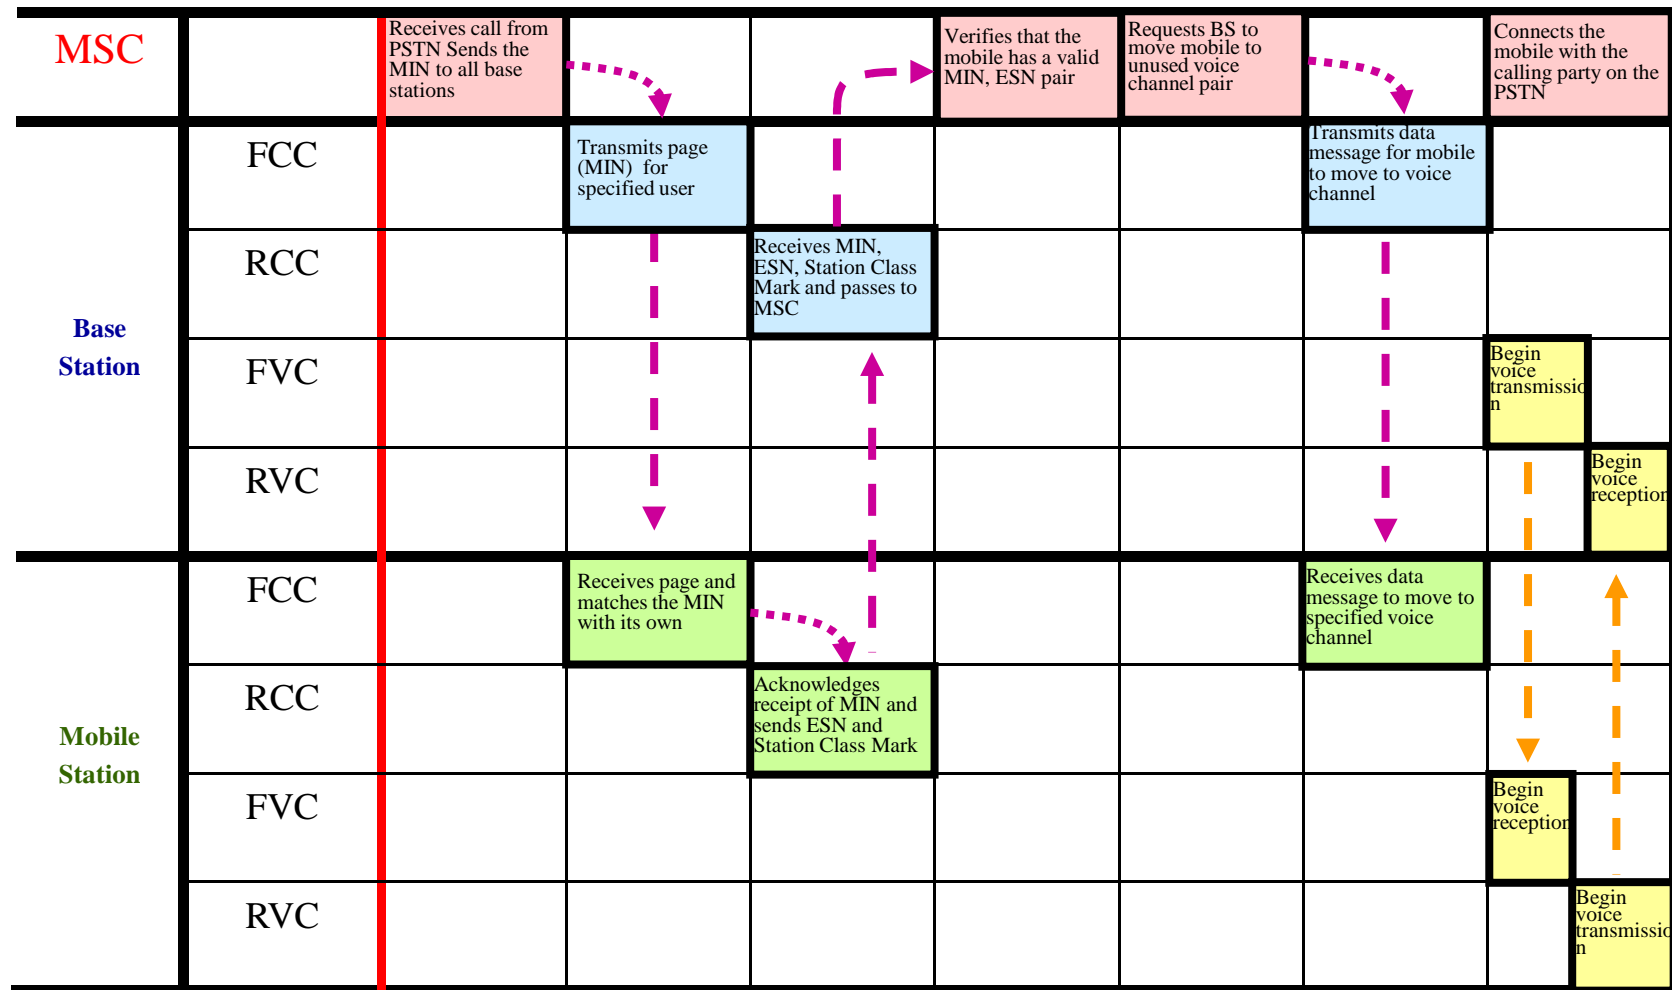 MSC
Receives call from
PSTN Sends the
MIN to all base
stations
Verifies that the
mobile has a valid
MIN, ESN pair
Requests BS to
move mobile to
unused voice
channel pair
Connects the
mobile with the
calling party on the
PSTN
Base
Station
FCC
Transmits page
(MIN) for
specified user
Transmits data
message for mobile
to move to voice
channel
RCC
Receives MIN,
ESN, Station Class
Mark and passes to
MSC
FVC
Begin
voice
transmissio
n
RVC
Begin
voice
reception
Mobile
Station
FCC
Receives page and
matches the MIN
with its own
Receives data
message to move to
specified voice
channel
RCC
Acknowledges
receipt of MIN and
sends ESN and
Station Class Mark
FVC
Begin
voice
reception
RVC
Begin
voice
transmissio
n